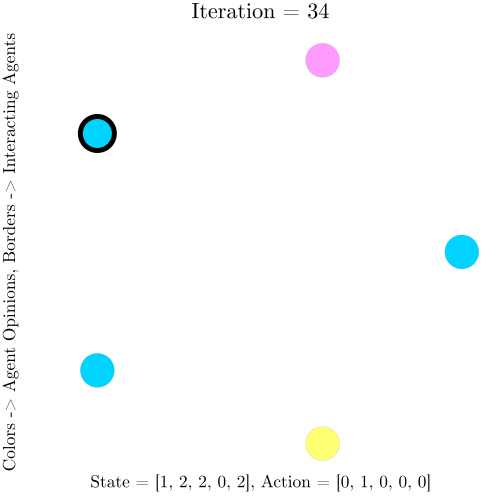 Iteration = 34
Colors -> Agent Opinions, Borders -> Interacting Agents
State = [1, 2, 2, 0, 2], Action = [0, 1, 0, 0, 0]